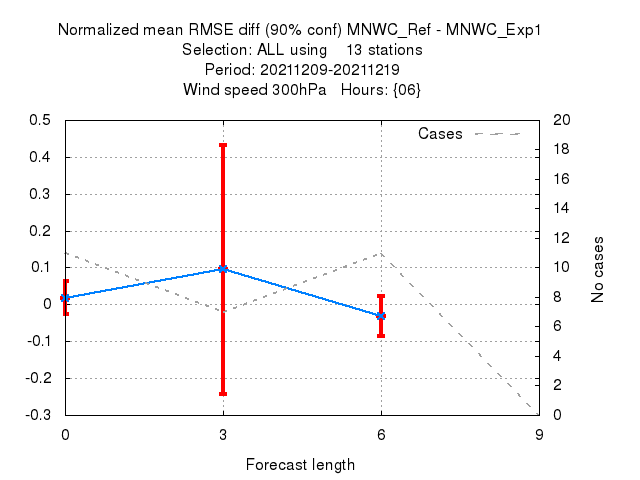 Normalized mean RMSE diff (90% conf) MNWC_Ref - MNWC_Exp1
Selection: ALL using 13 stations
Period: 20211209-20211219
Wind speed 300hPa Hours: {06}
Cases
0.5
0.4
0.3
0.2
0.1
0
-0.1
-0.2
-0.3
20
18
16
14
12
10
8
6
4
2
0
No cases
0 3 6 9
Forecast length